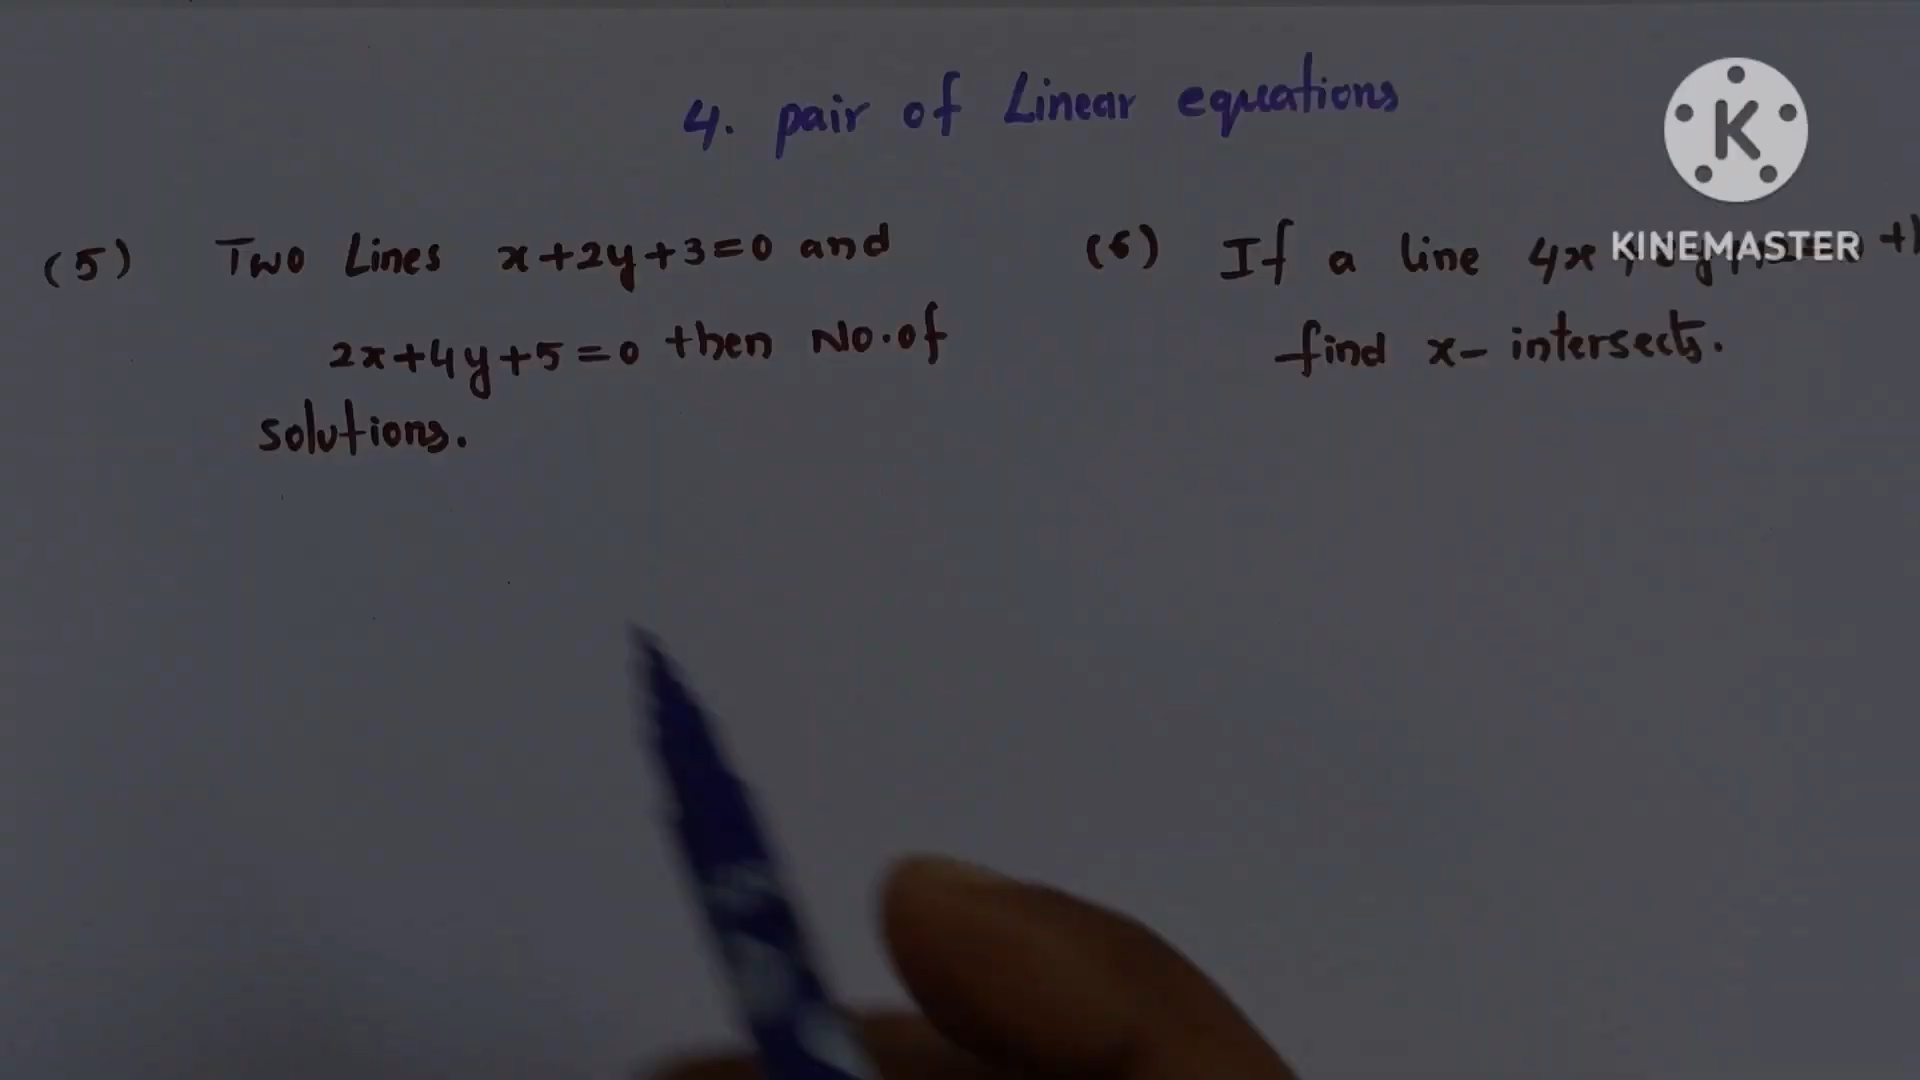 4. pair of Linear equations
(5) Two Lines x+2y+3=0 and
2x+4y+5=0 then No.of
solutions.
(6) If a line 4x
find x- intersects.
KINEMASTER